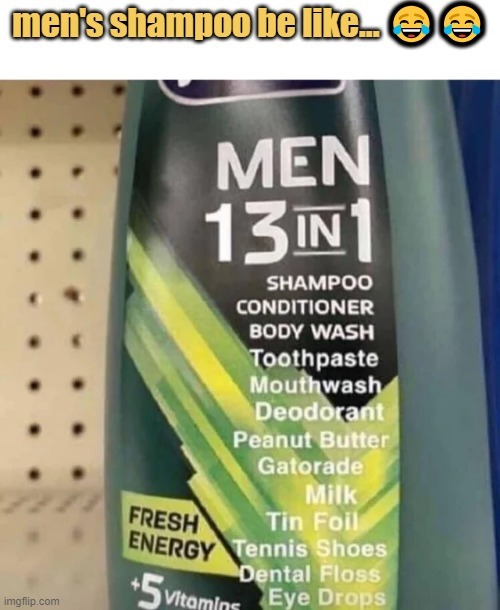 men's shampoo be like... 😂😂
MEN
13 IN 1
SHAMPOO
CONDITIONER
BODY WASH
Toothpaste
Mouthwash
Deodorant
Peanut Butter
Gatorade
Milk
Tin Foil
Tennis Shoes
Dental Floss
Eye Drops
FRESH
ENERGY
+5 Vitamins
imgflip.com